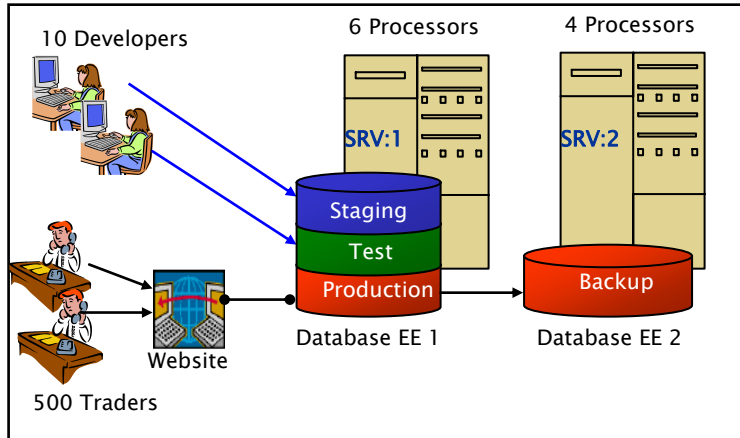 6 Processors
4 Processors
10 Developers
SRV:1
SRV:2
Staging
Test
Production
Backup
Database EE 1
Database EE 2
Website
500 Traders